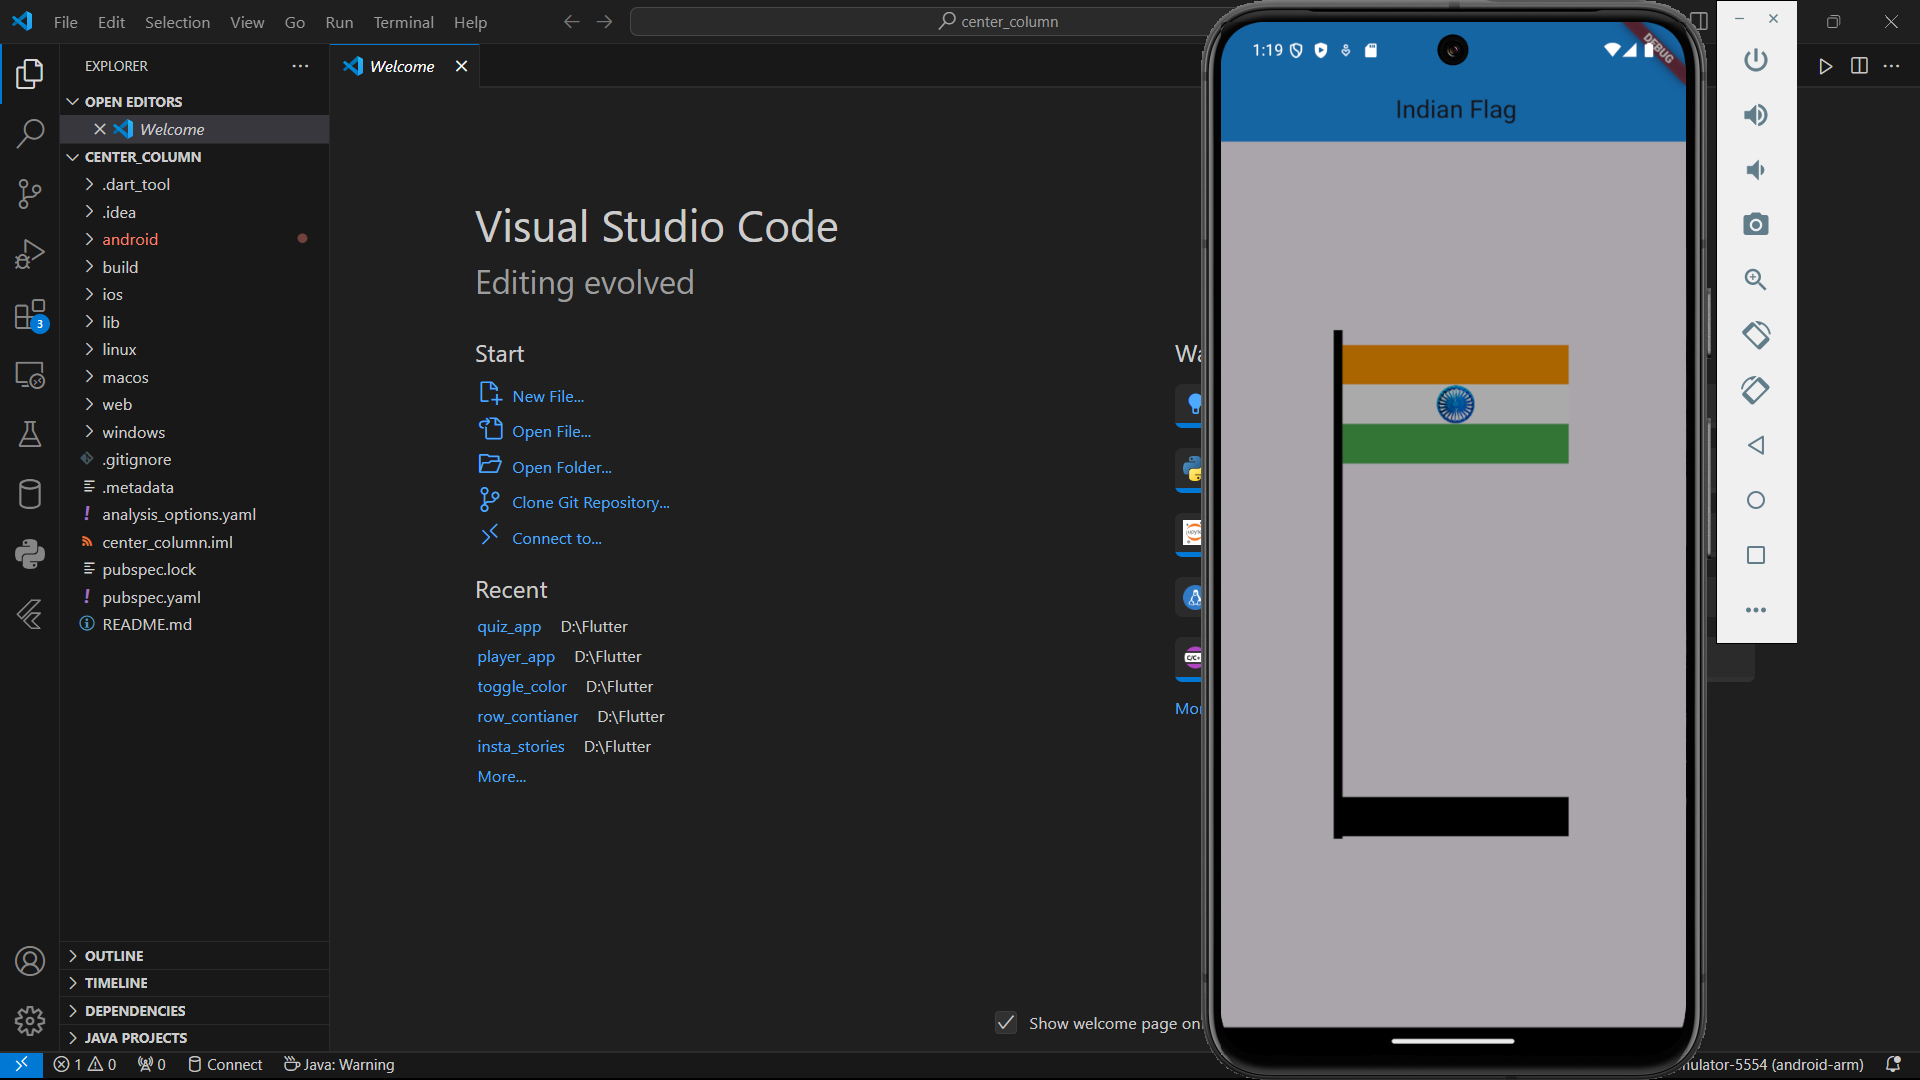 File Edit Selection View Go Run Terminal Help
center_column
EXPLORER
OPEN EDITORS
Welcome
CENTER_COLUMN
.dart_tool
.idea
android
build
ios
lib
linux
macos
web
windows
.gitignore
.metadata
analysis_options.yaml
center_column.iml
pubspec.lock
pubspec.yaml
README.md
OUTLINE
TIMELINE
DEPENDENCIES
JAVA PROJECTS
3
Welcome
Visual Studio Code
Editing evolved
Start
New File...
Open File...
Open Folder...
Clone Git Repository...
Connect to...
Recent
quiz_app D:\Flutter
player_app D:\Flutter
toggle_color D:\Flutter
row_contianer D:\Flutter
insta_stories D:\Flutter
More...
Show welcome page on
1:19
DEBUG
Indian Flag
1 0 0 Connect Java: Warning
emulator-5554 (android-arm)